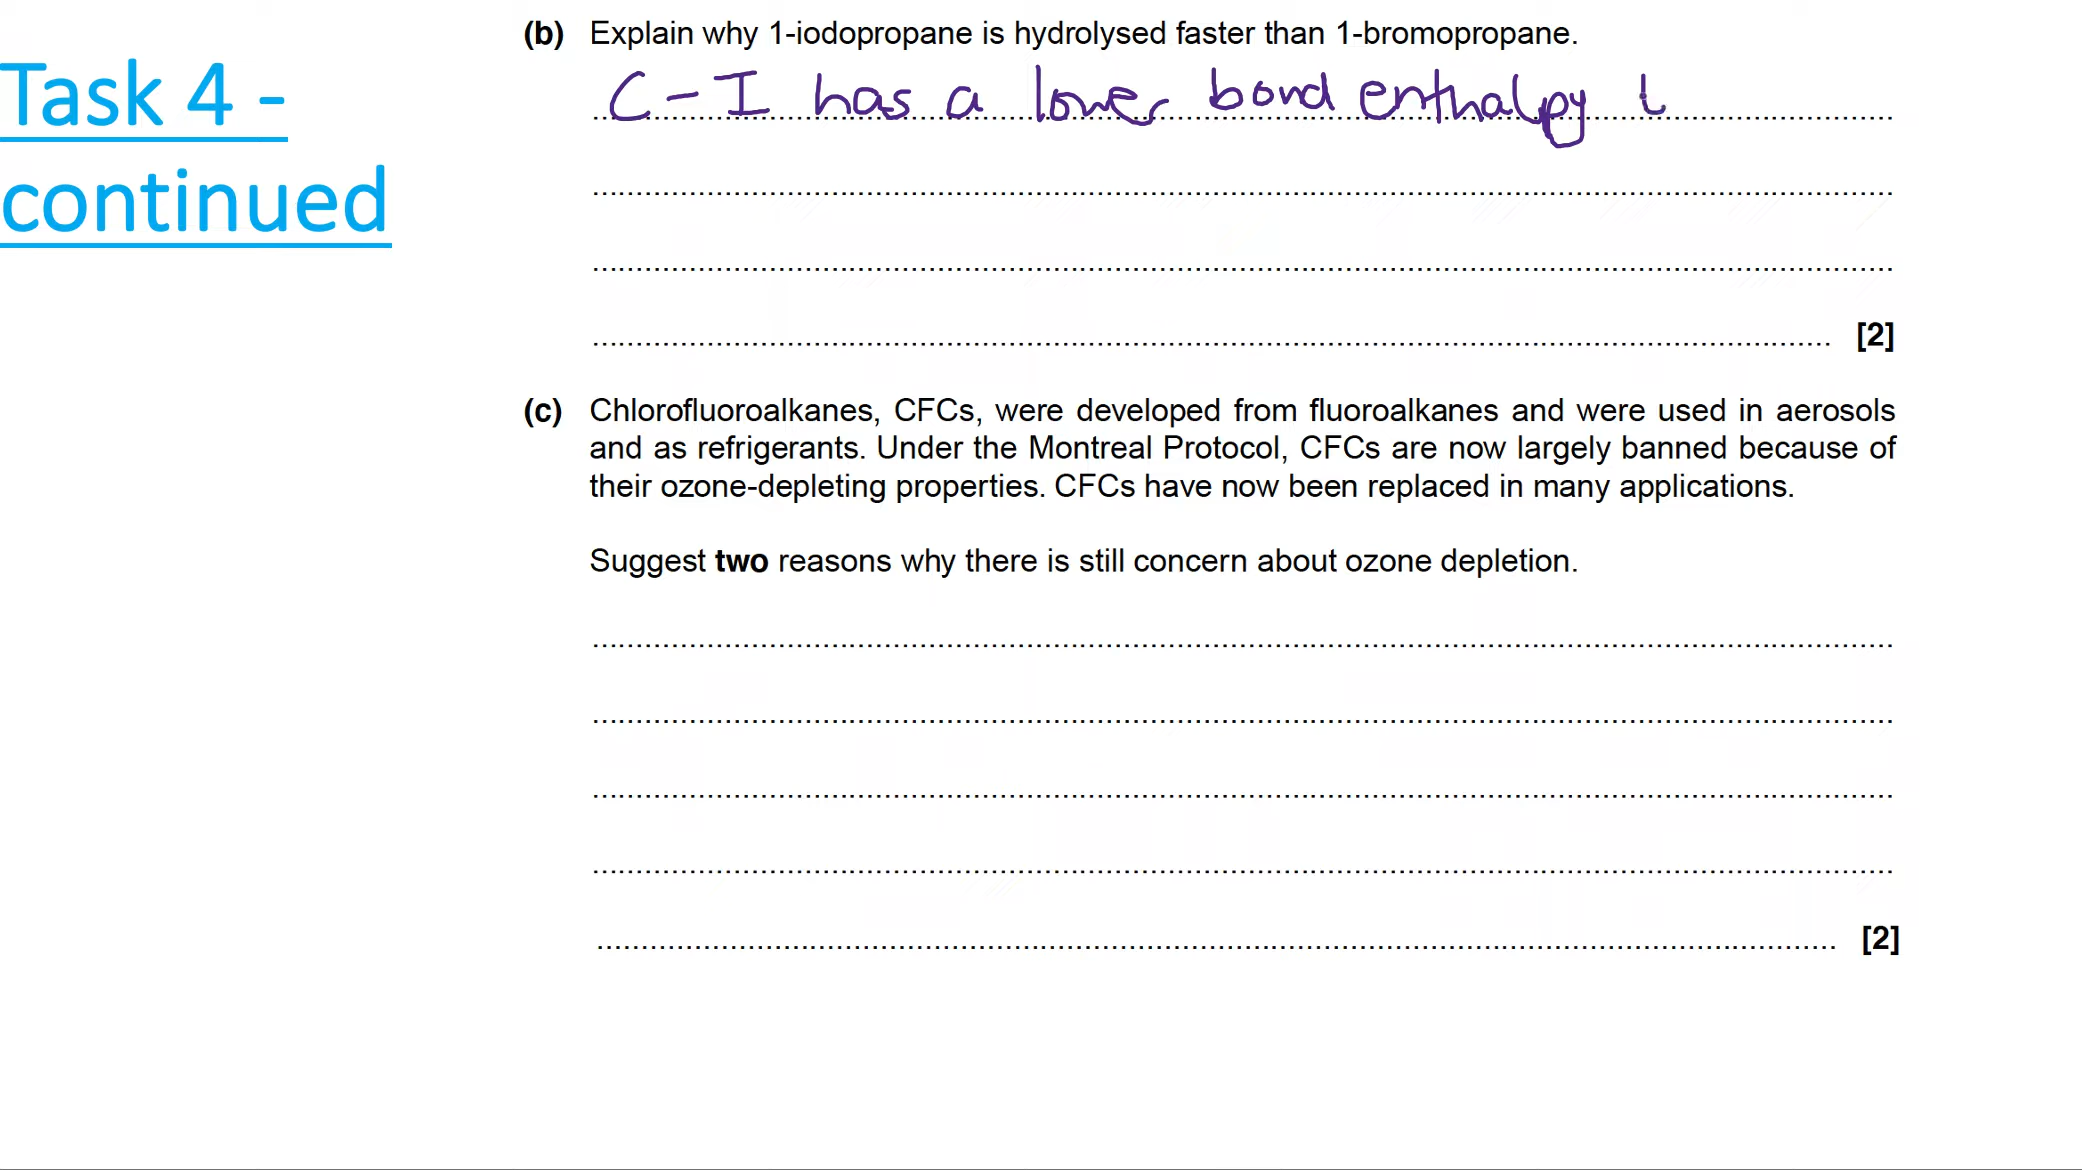 Task 4 -
continued
(b) Explain why 1-iodopropane is hydrolysed faster than 1-bromopropane.
C-I has a lower bond enthalpy t
[2]
(c) Chlorofluoroalkanes, CFCs, were developed from fluoroalkanes and were used in aerosols
and as refrigerants. Under the Montreal Protocol, CFCs are now largely banned because of
their ozone-depleting properties. CFCs have now been replaced in many applications.
Suggest two reasons why there is still concern about ozone depletion.
[2]